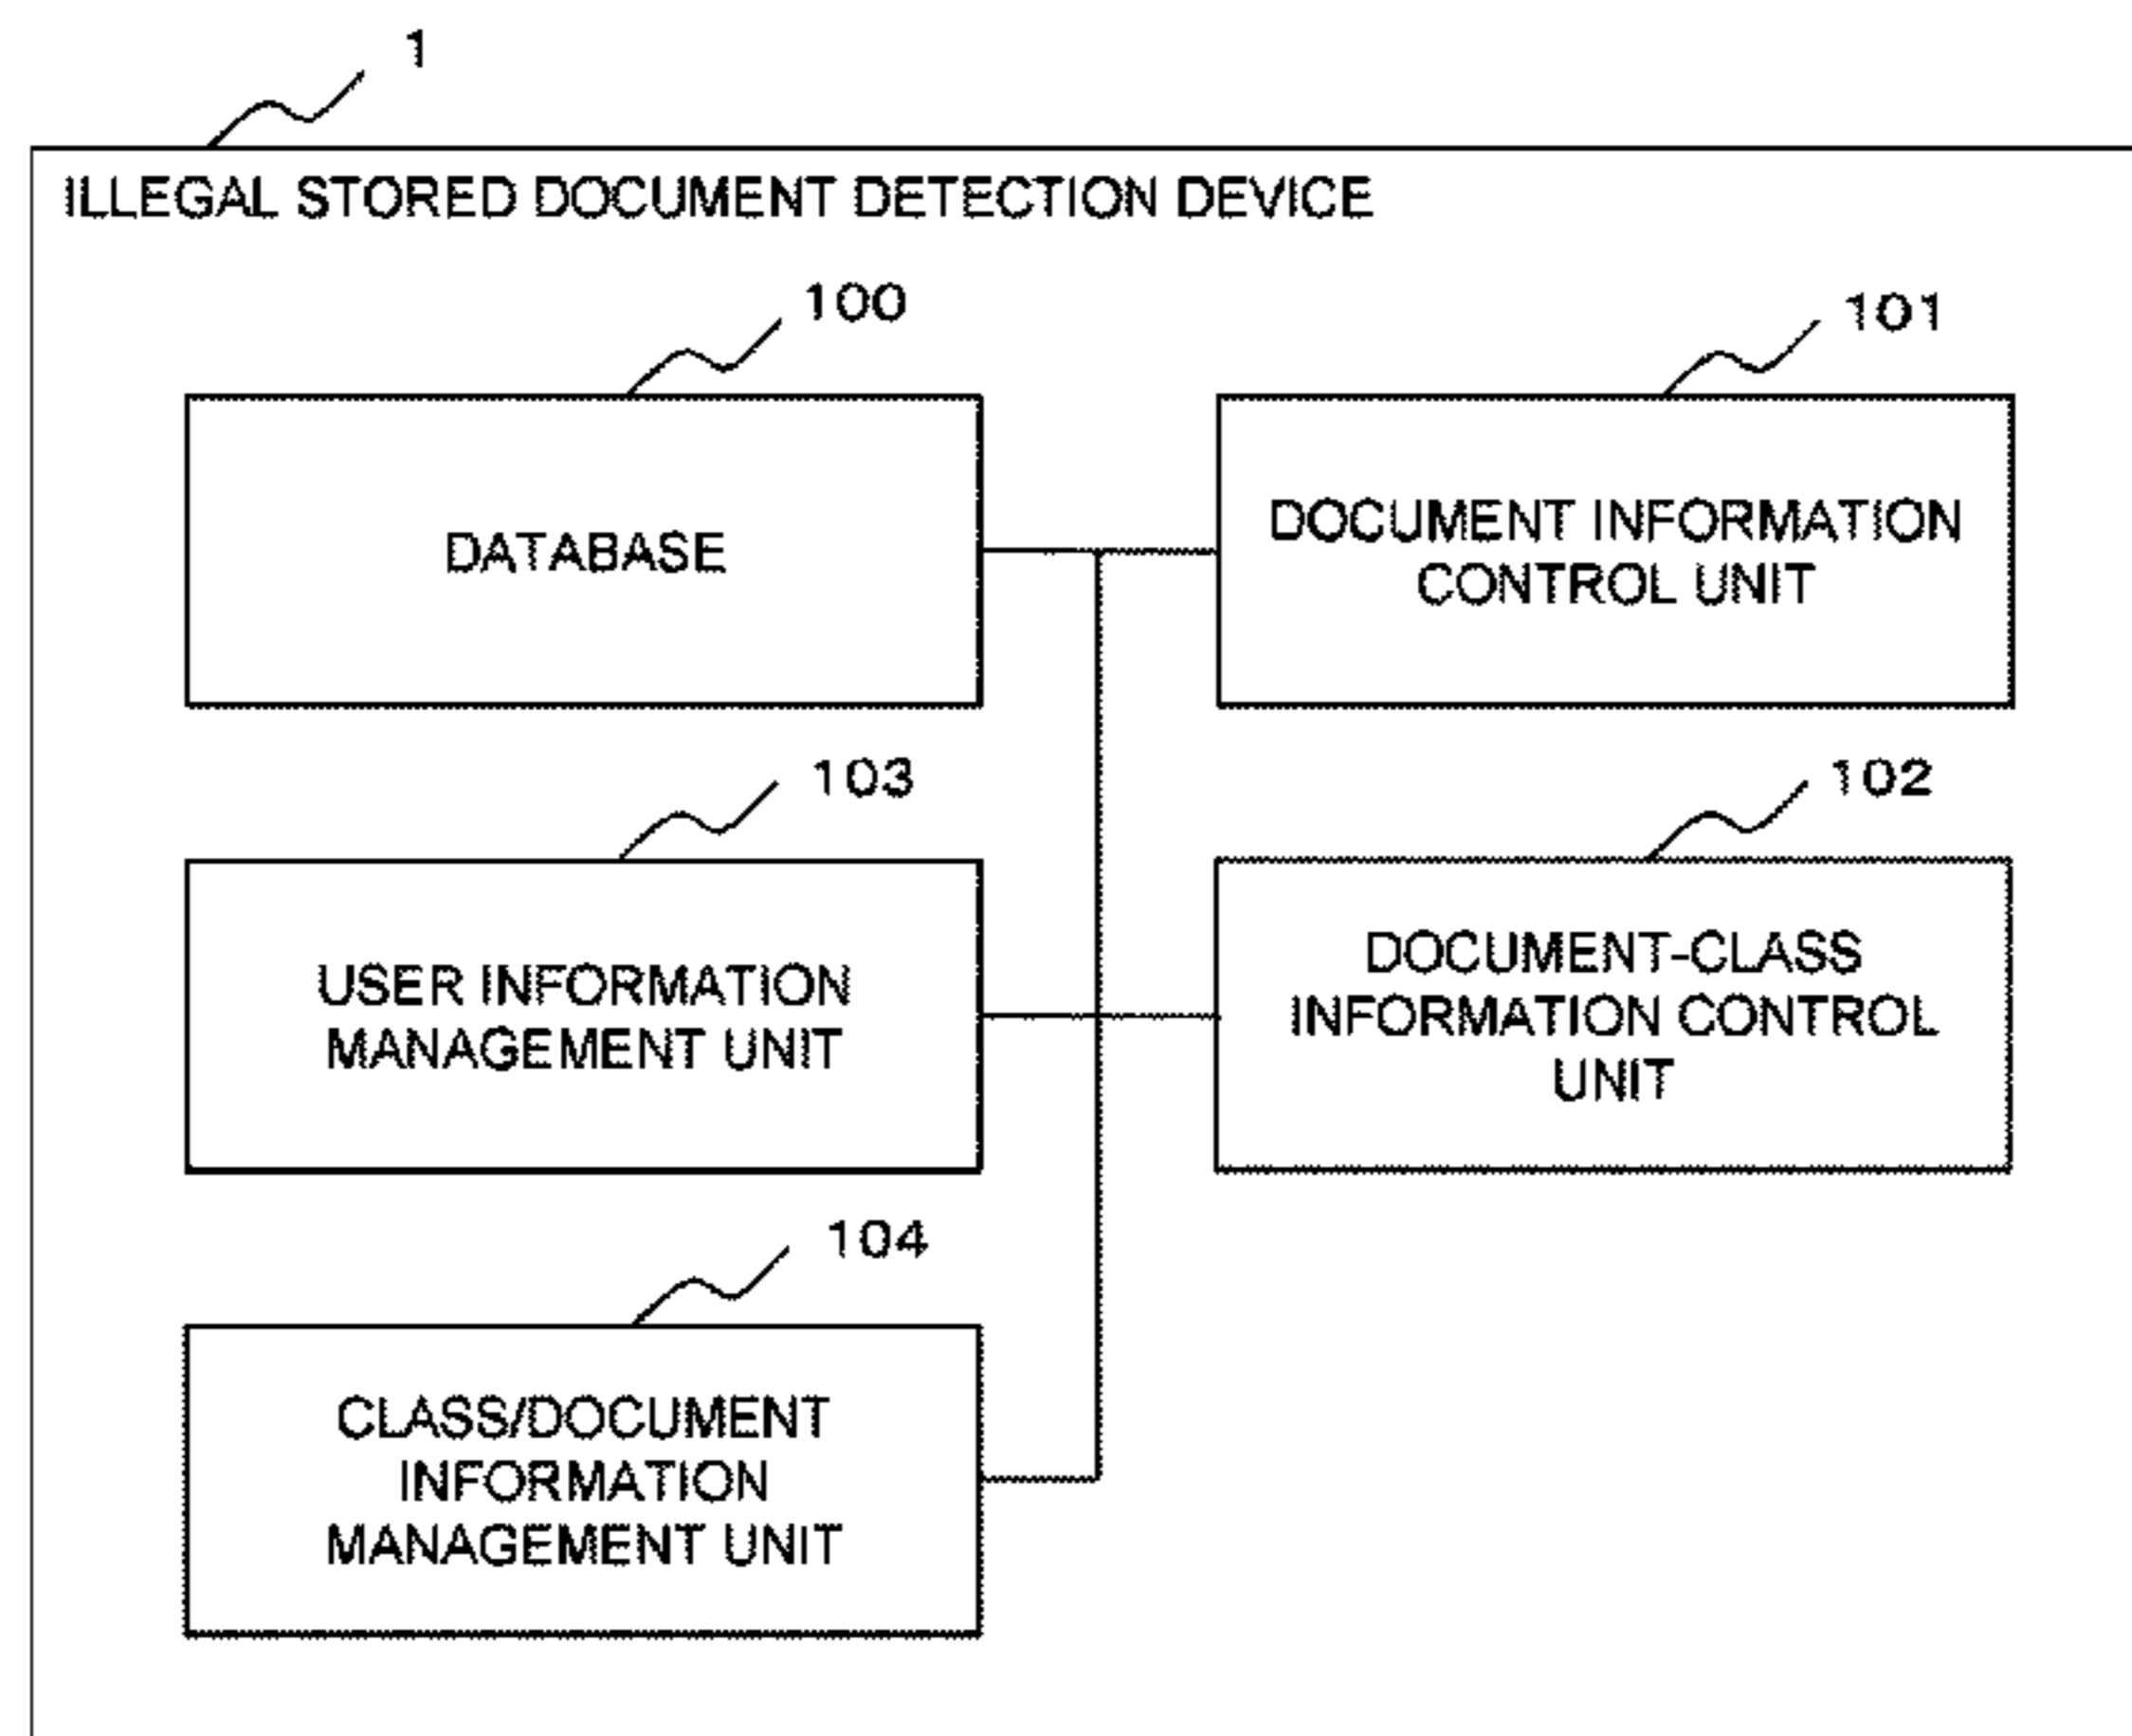 1
ILLEGAL STORED DOCUMENT DETECTION DEVICE
100
DATABASE
101
DOCUMENT INFORMATION
CONTROL UNIT
103
USER INFORMATION
MANAGEMENT UNIT
102
DOCUMENT-CLASS
INFORMATION CONTROL
UNIT
104
CLASS/DOCUMENT
INFORMATION
MANAGEMENT UNIT